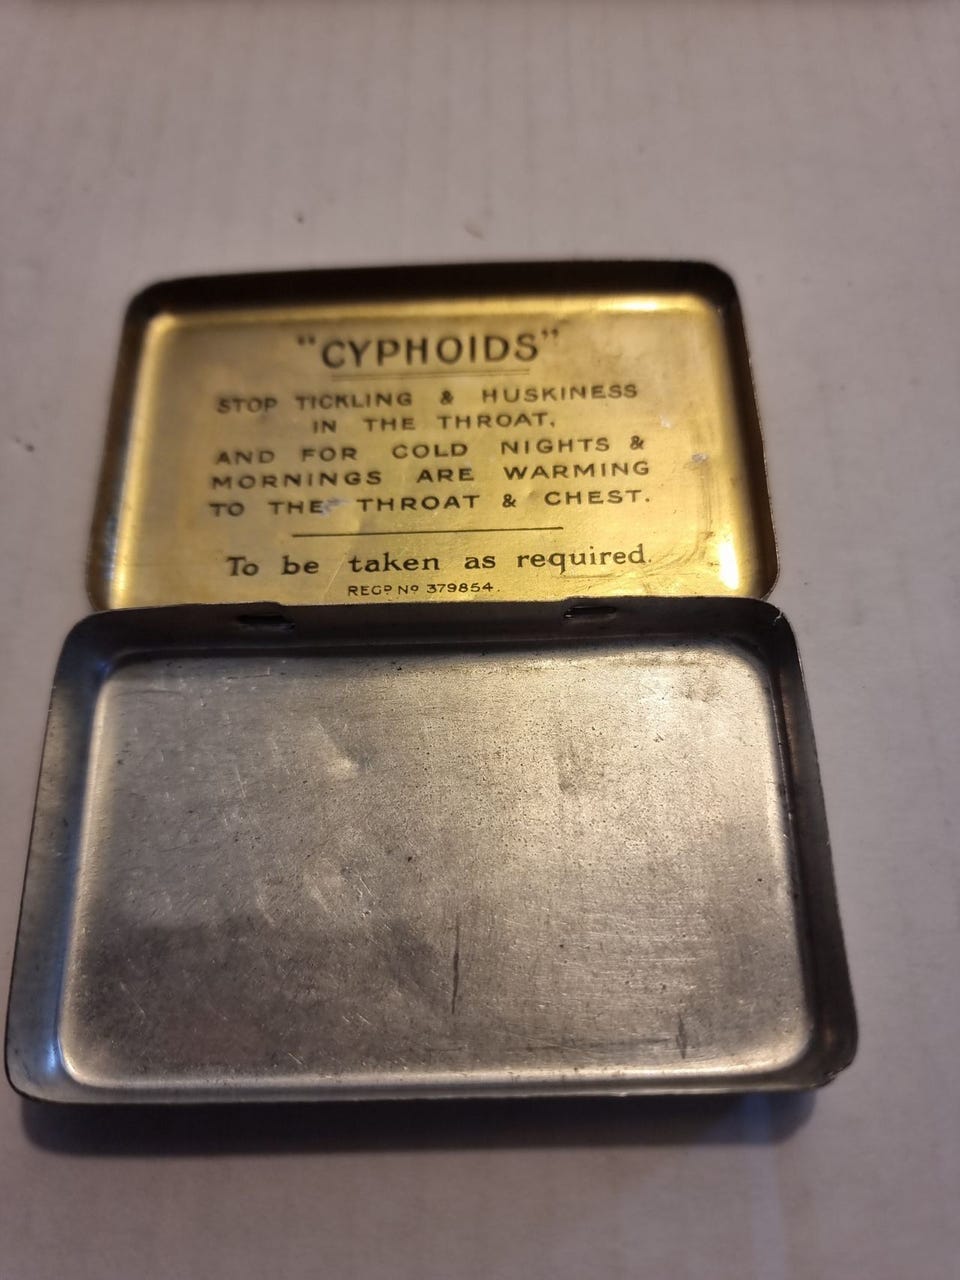 "CYPHOIDS"
STOP TICKLING & HUSKINESS
IN THE THROAT,
AND FOR COLD NIGHTS &
MORNINGS ARE WARMING
TO THE THROAT & CHEST.
To be taken as required.
REGD No 379854.